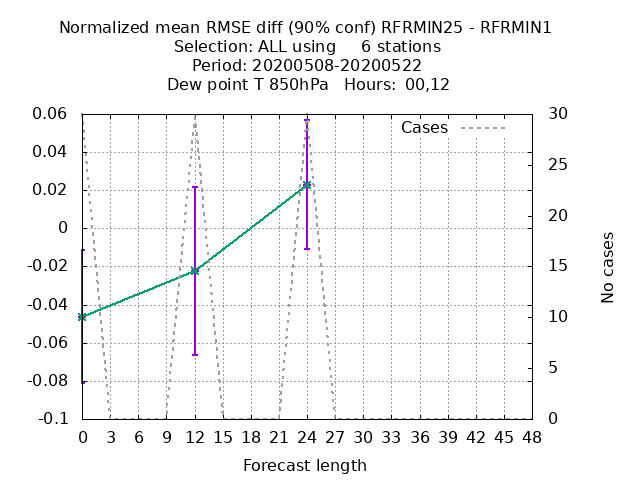 Normalized mean RMSE diff (90% conf) RFRMIN25 - RFRMIN1
Selection: ALL using 6 stations
Period: 20200508-20200522
Dew point T 850hPa Hours: 00,12
Cases
0.06
0.04
0.02
0
-0.02
-0.04
-0.06
-0.08
-0.1
30
25
20
15
10
5
0
No cases
0 3 6 9 12 15 18 21 24 27 30 33 36 39 42 45 48
Forecast length